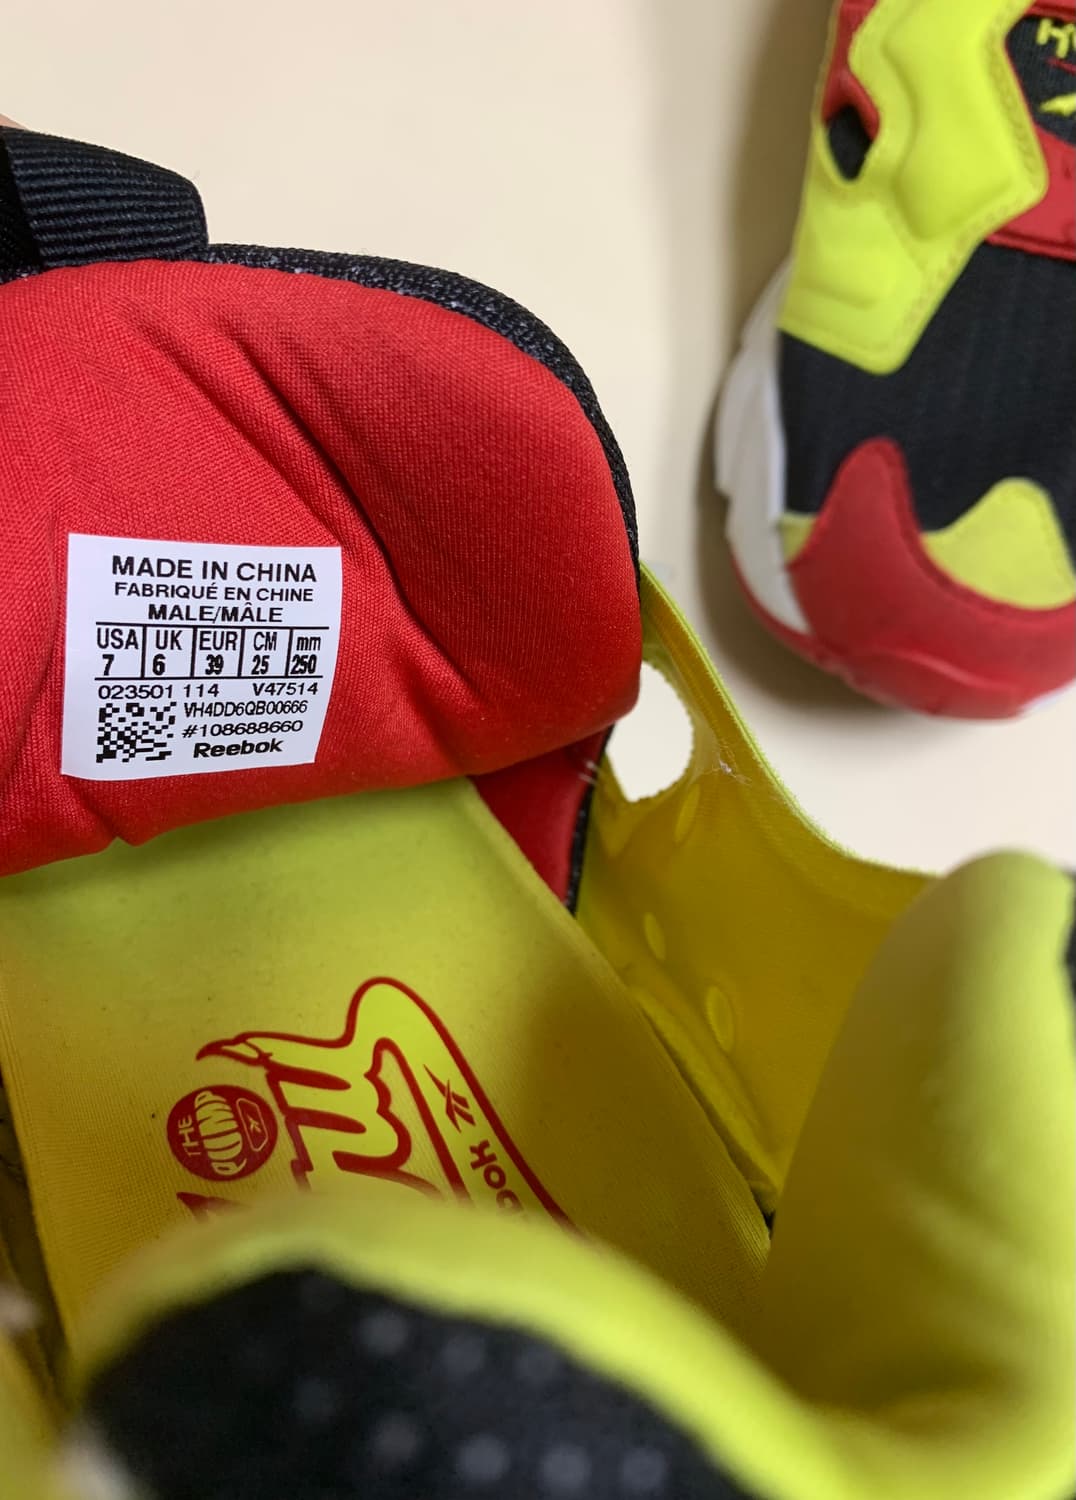 MADE IN CHINA
FABRIQUÉ EN CHINE
MALE/MÂLE
USA UK EUR CM mm
7 6 39 25 250
023501 114 V47514
VH4DD6QB00666
#108688660
Reebok
THE
PUMP